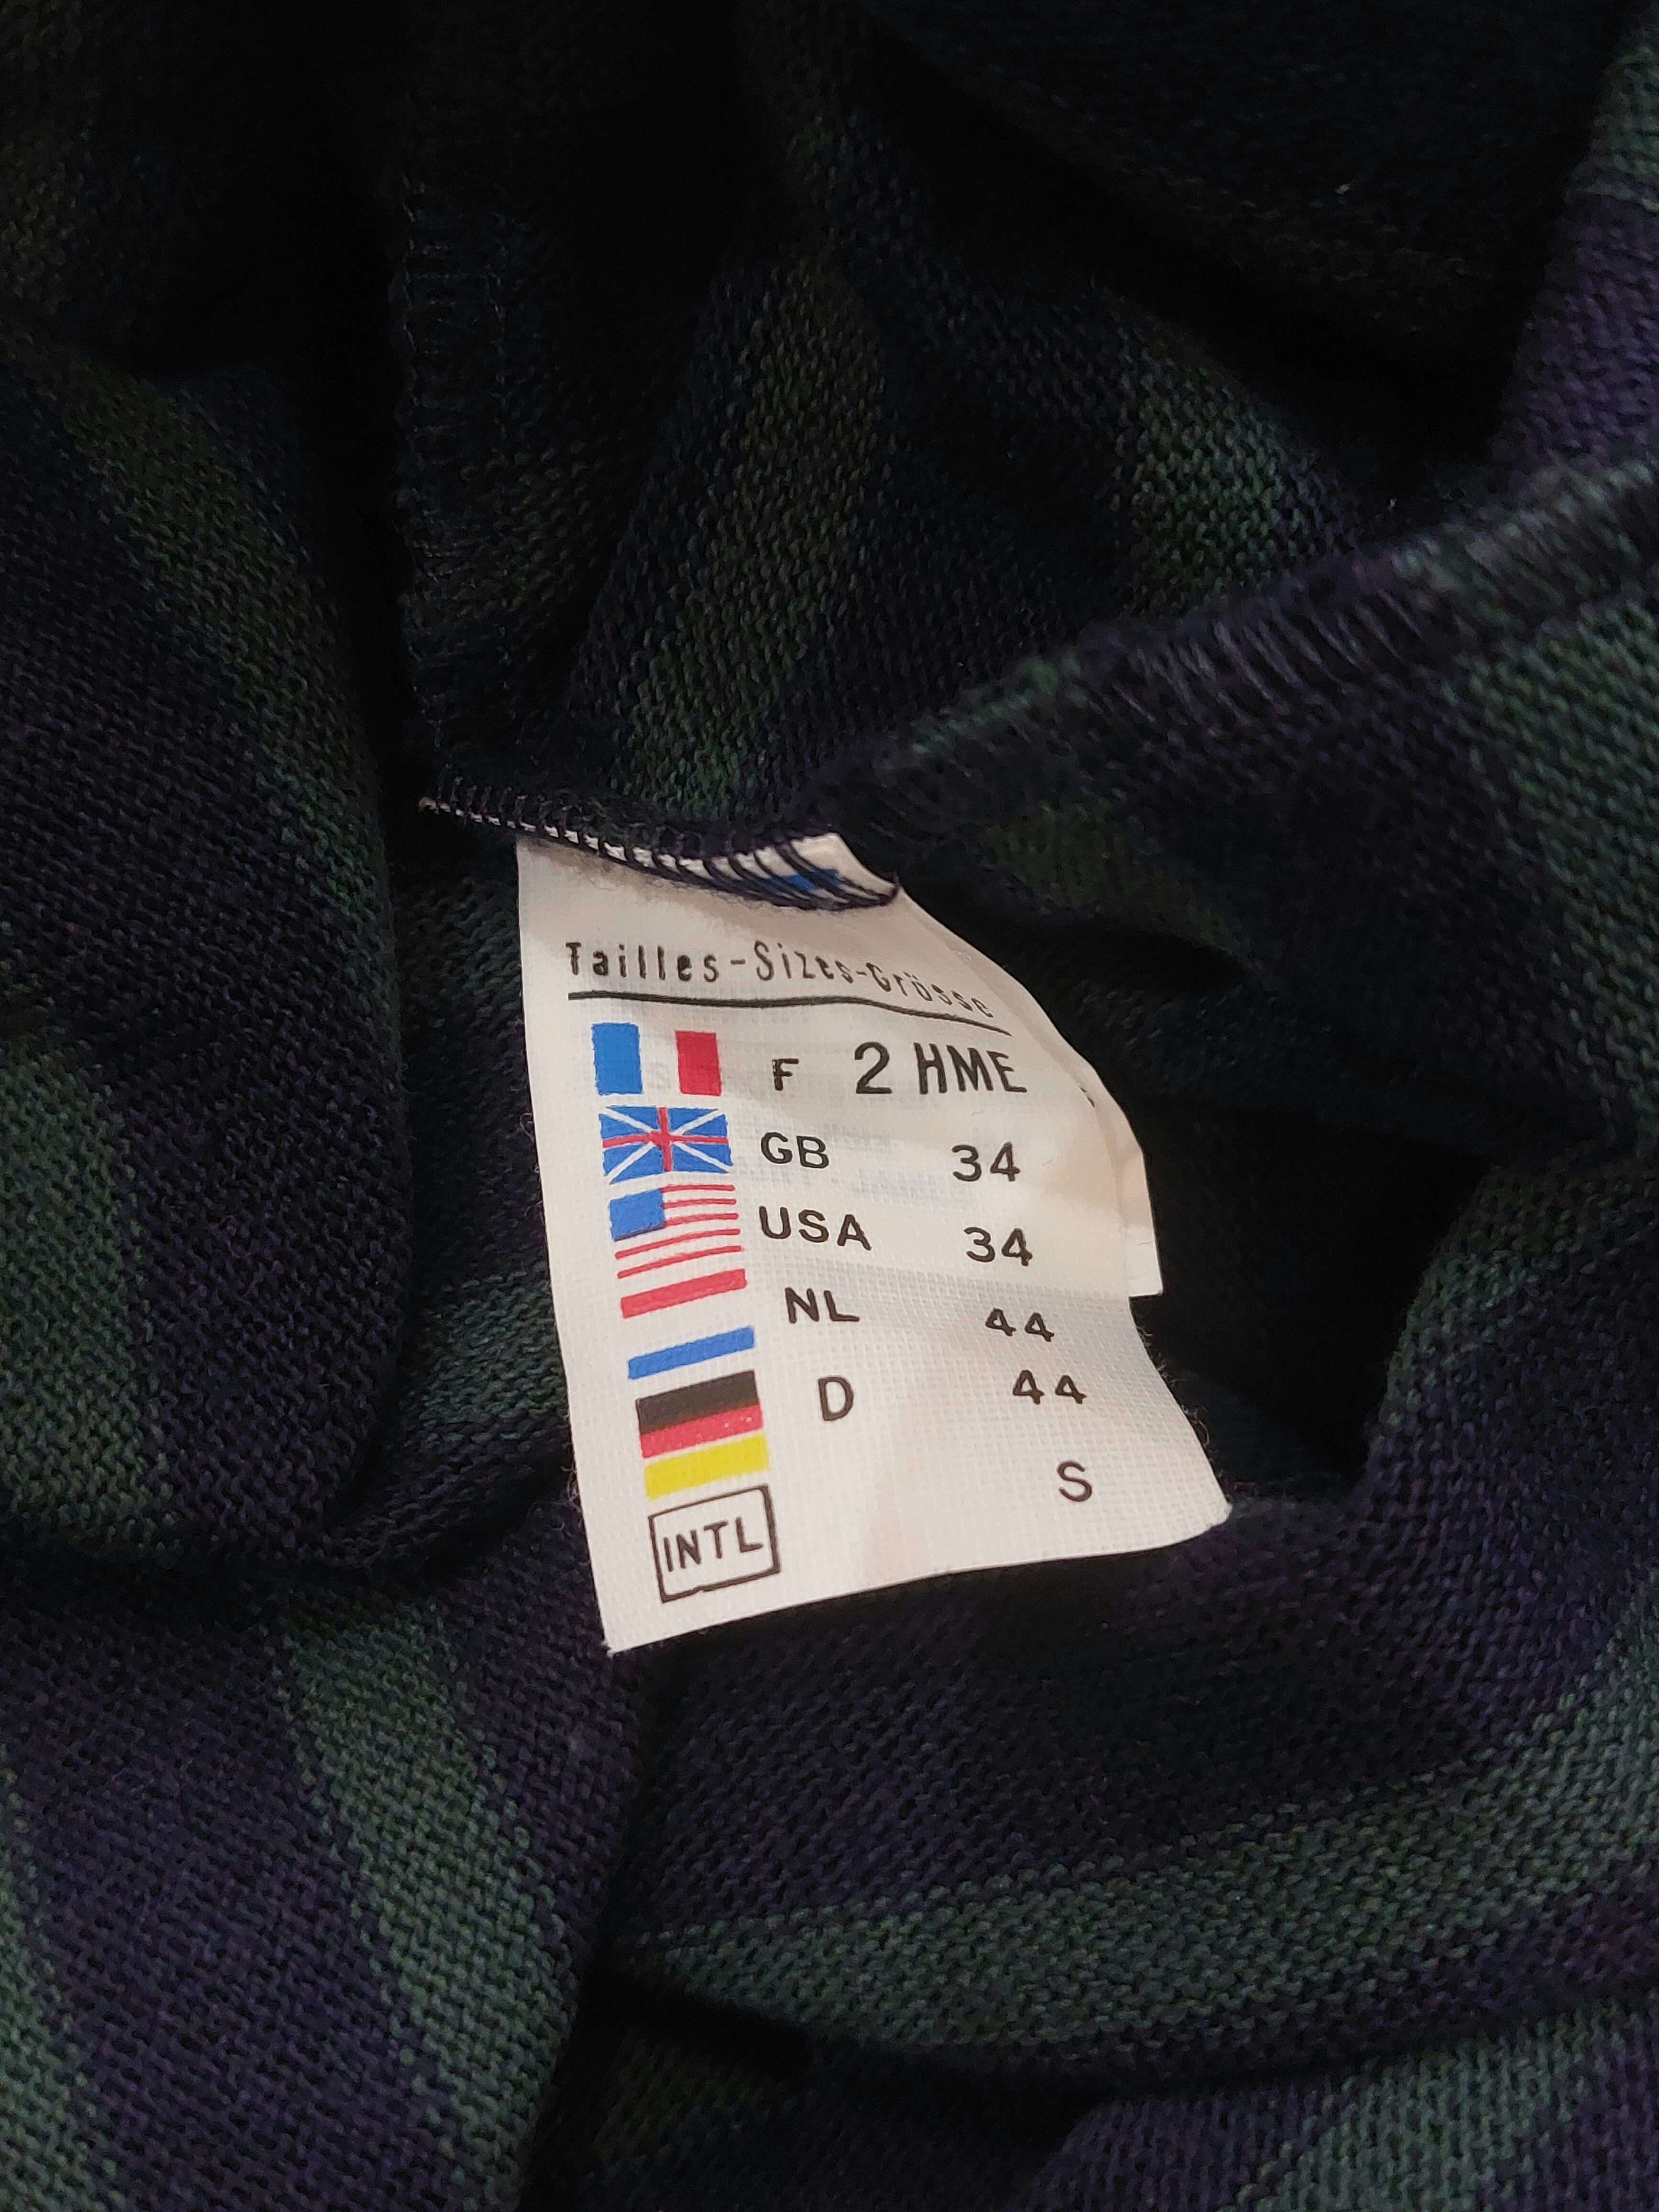 Tailles-Sizes-Grösse
F 2 HME
GB 34
USA 34
NL 44
D 44
INTL S